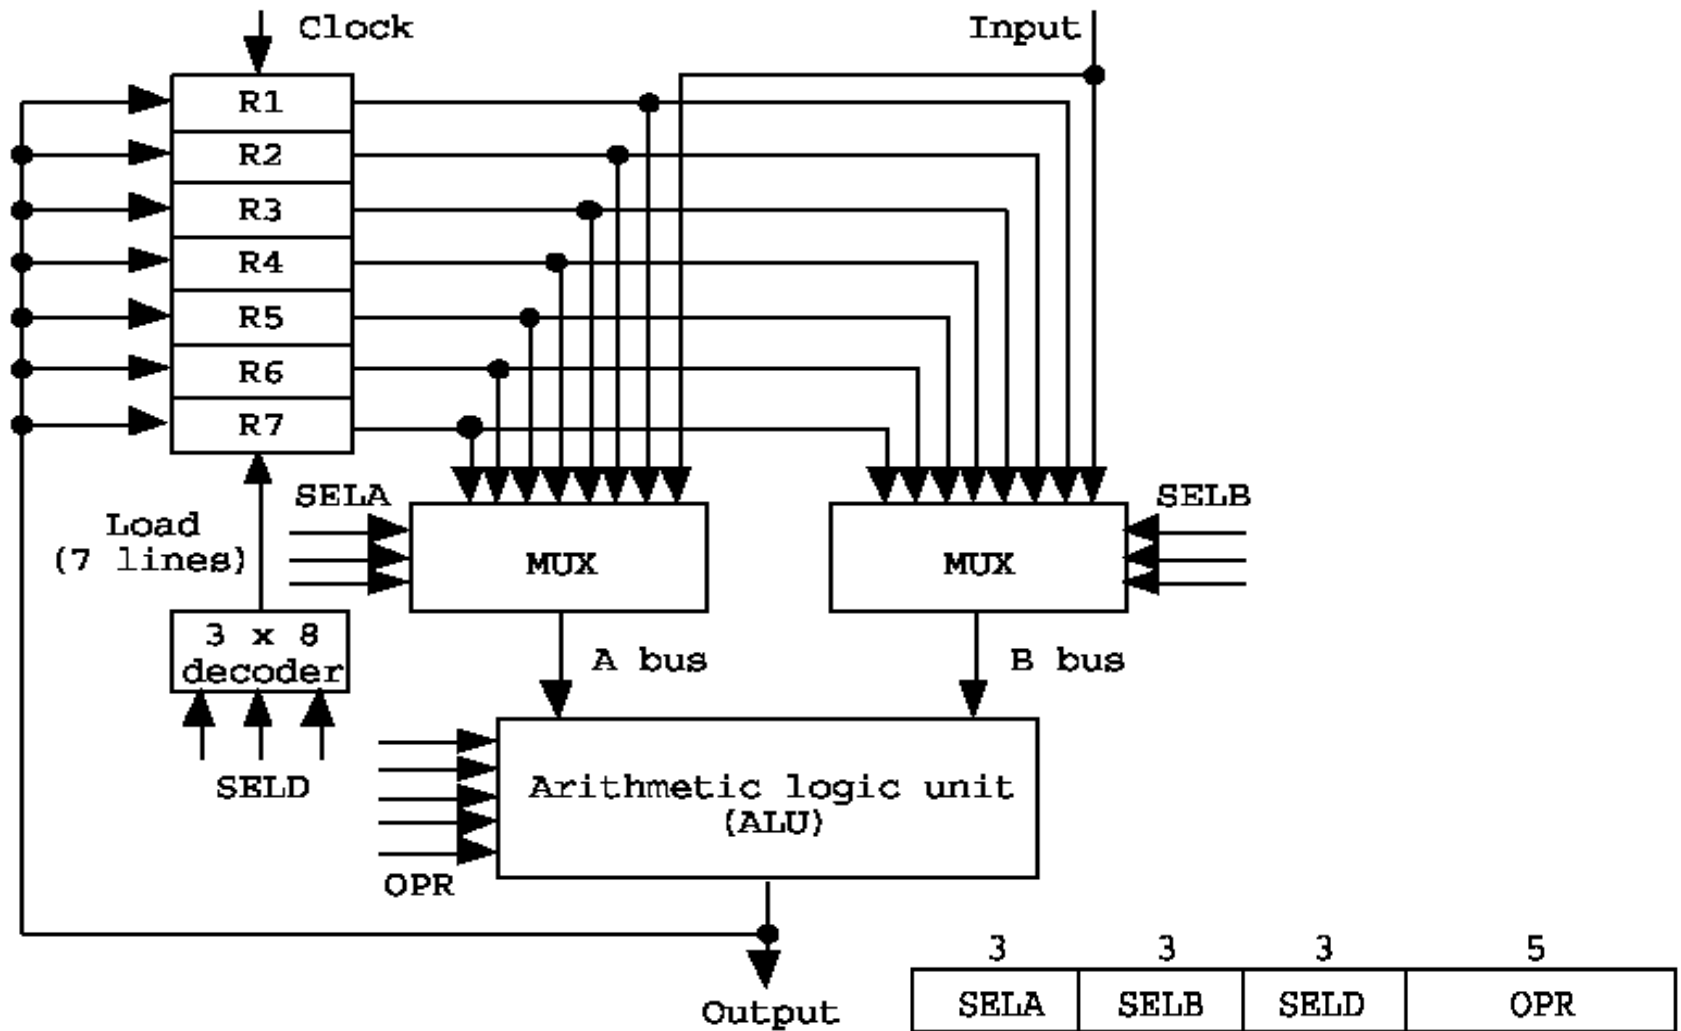 Clock
Input
R1
R2
R3
R4
R5
R6
R7
SELA
SELB
Load
(7 lines)
MUX
MUX
3 x 8
decoder
A bus
B bus
SELD
Arithmetic logic unit
(ALU)
OPR
Output
3 3 3 5
SELA SELB SELD OPR